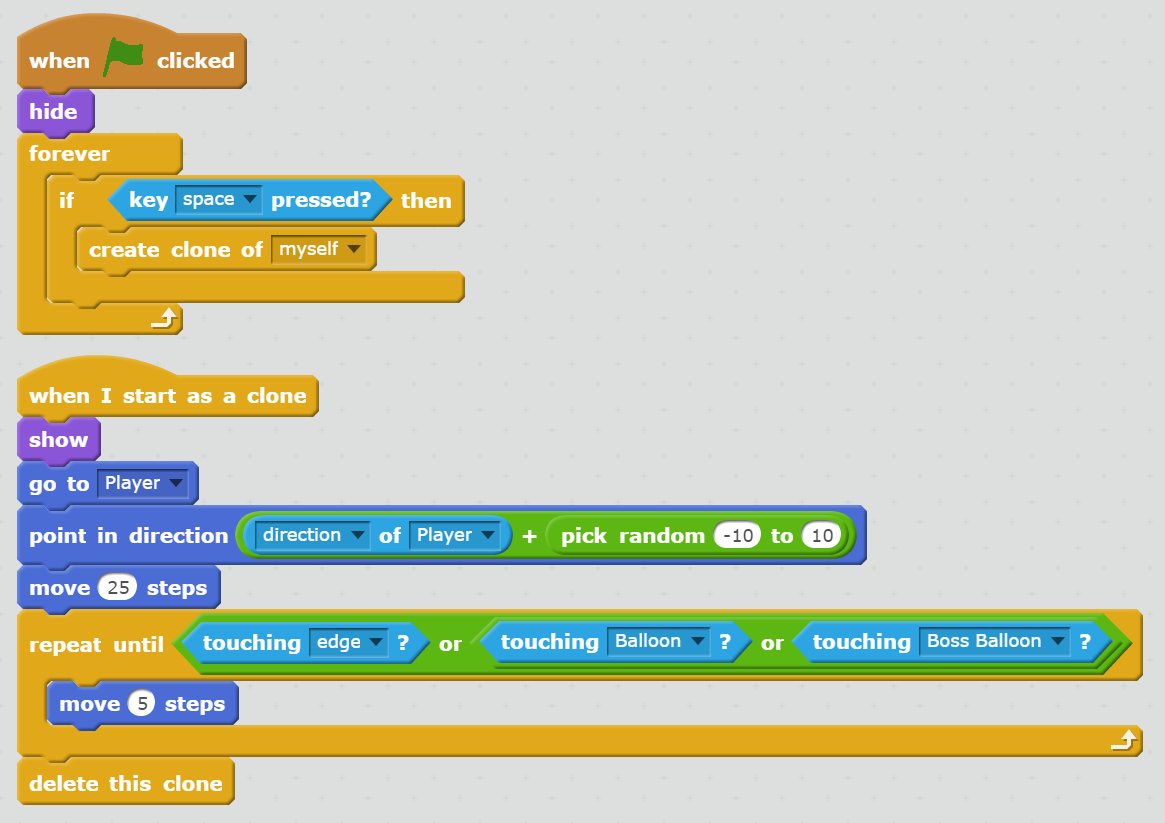 when clicked
hide
forever
if key space pressed? then
create clone of myself
when I start as a clone
show
go to Player
point in direction direction of Player + pick random -10 to 10
move 25 steps
repeat until touching edge ? or touching Balloon ? or touching Boss Balloon ?
move 5 steps
delete this clone